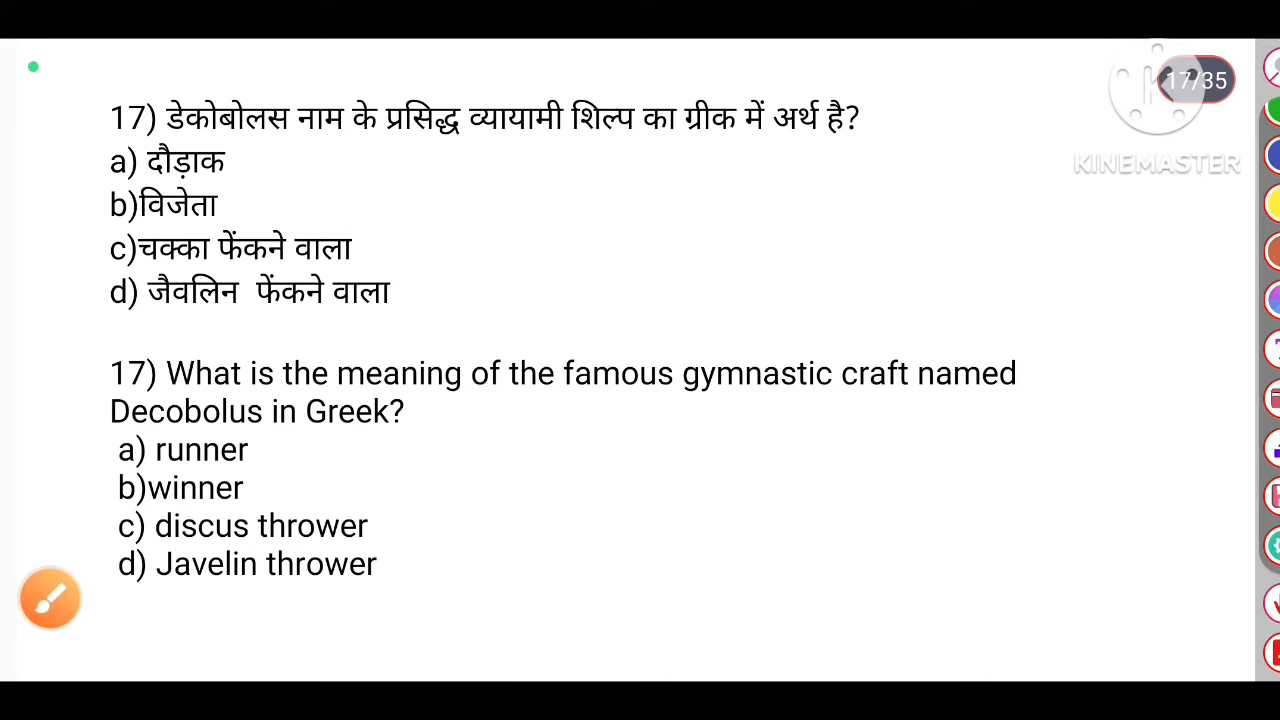 17/35
KINEMASTER
17) डेकोबोलस नाम के प्रसिद्ध व्यायामी शिल्प का ग्रीक में अर्थ है?
a) दौड़ाक
b)विजेता
c)चक्का फेंकने वाला
d) जैवलिन फेंकने वाला
17) What is the meaning of the famous gymnastic craft named
Decobolus in Greek?
a) runner
b)winner
c) discus thrower
d) Javelin thrower